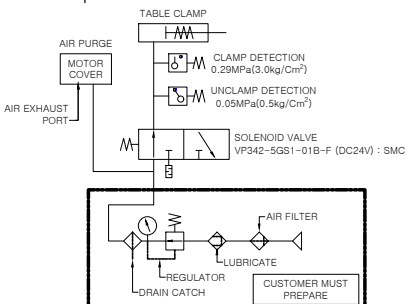 TABLE CLAMP
AIR PURGE
MOTOR
COVER
CLAMP DETECTION
0.29MPa(3.0kg/Cm²)
UNCLAMP DETECTION
0.05MPa(0.5kg/Cm²)
AIR EXHAUST
PORT
SOLENOID VALVE
VP342-5GS1-01B-F (DC24V) : SMC
AIR FILTER
LUBRICATE
REGULATOR
DRAIN CATCH
CUSTOMER MUST
PREPARE